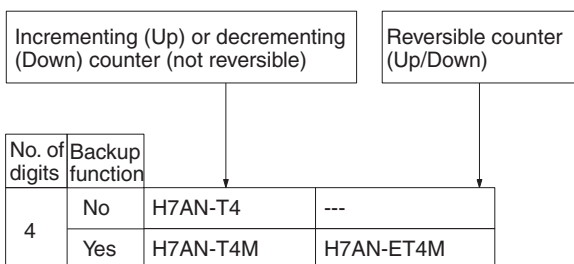 Incrementing (Up) or decrementing
(Down) counter (not reversible)
Reversible counter
(Up/Down)
No. of
digits
Backup
function
4
No
H7AN-T4
---
Yes
H7AN-T4M
H7AN-ET4M